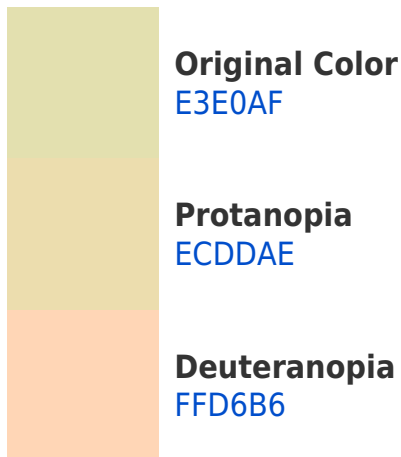 Original Color
E3E0AF
Protanopia
ECDDAE
Deuteranopia
FFD6B6